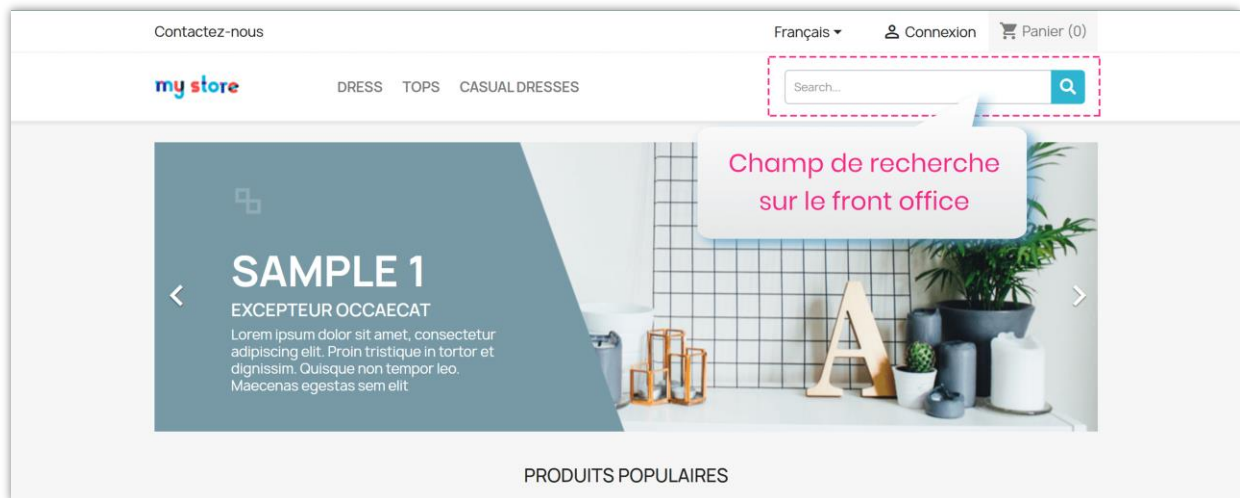 Contactez-nous
Français
Connexion
Panier (0)
my store
DRESS
TOPS
CASUAL DRESSES
Search...
Champ de recherche
sur le front office
SAMPLE 1
EXCEPTEUR OCCAECAT
Lorem ipsum dolor sit amet, consectetur
adipiscing elit. Proin tristique in tortor et
dignissim. Quisque non tempor leo.
Maecenas egestas sem elit
A
PRODUITS POPULAIRES